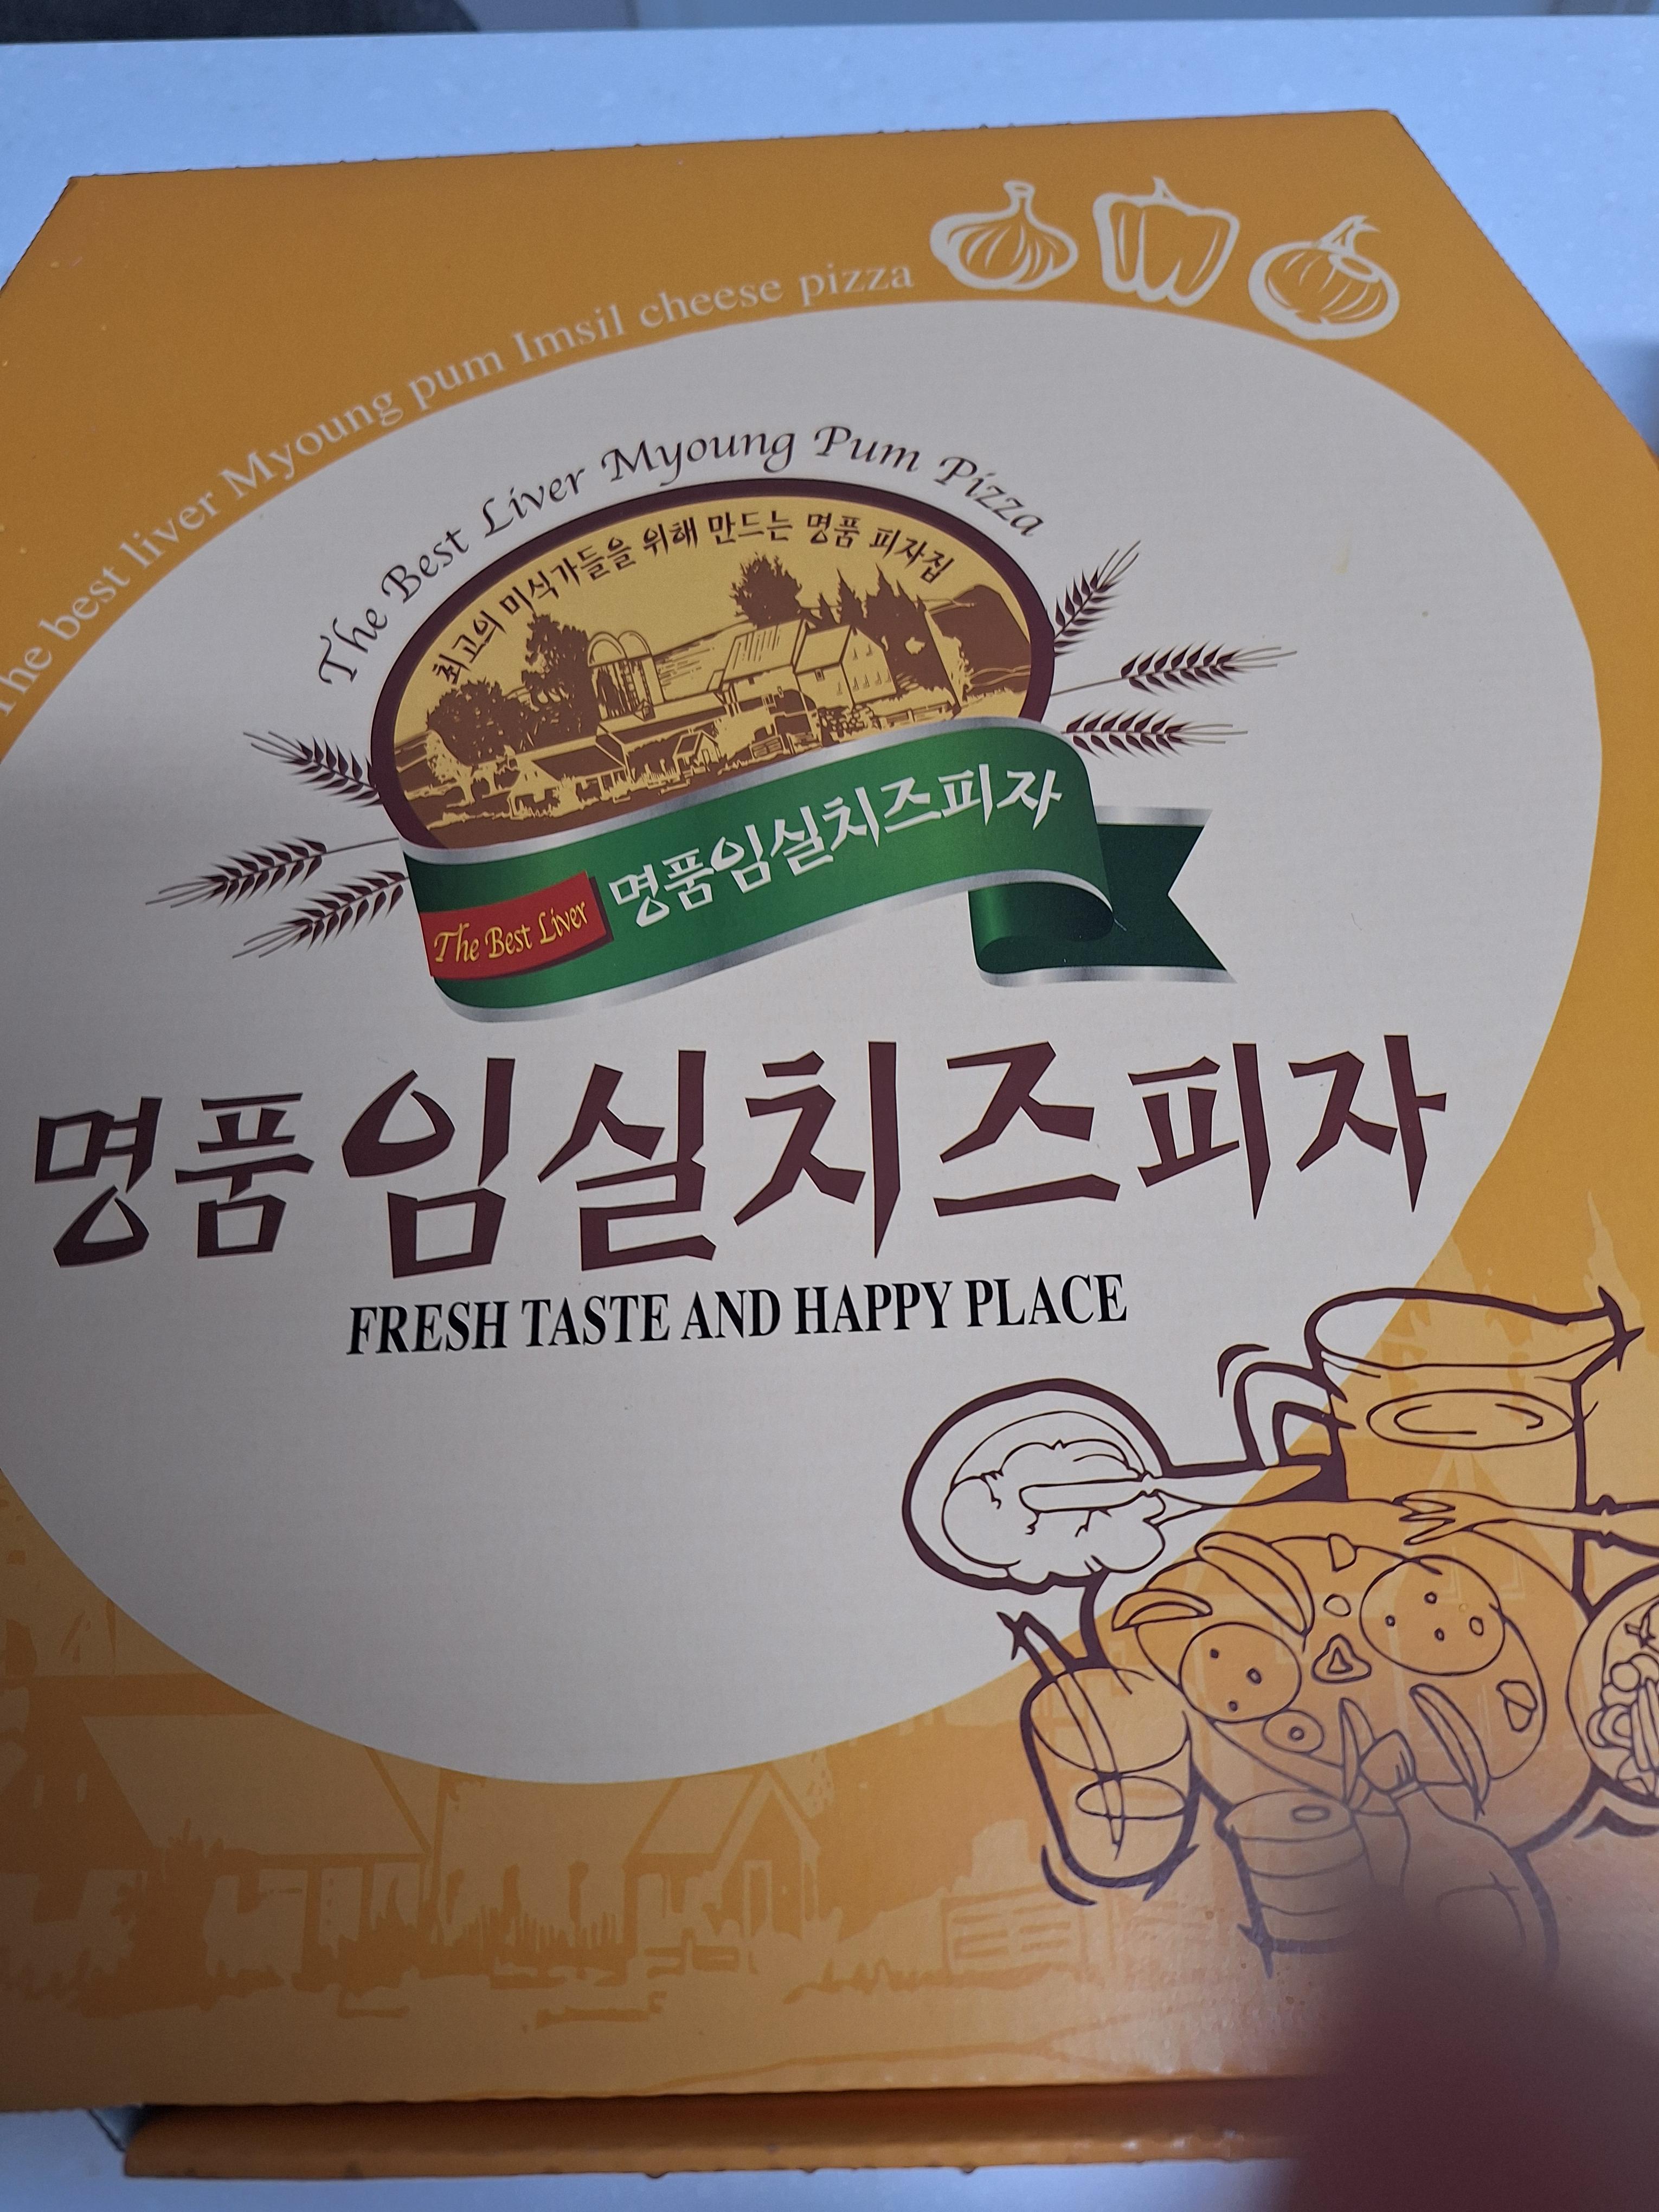 The best liver Myoung pum Imsil cheese pizza
The Best Liver Myoung Pum Pizza
최고의 미식가들을 위해 만드는 명품 피자집
The Best Liver 명품임실치즈피자
명품임실치즈피자
FRESH TASTE AND HAPPY PLACE